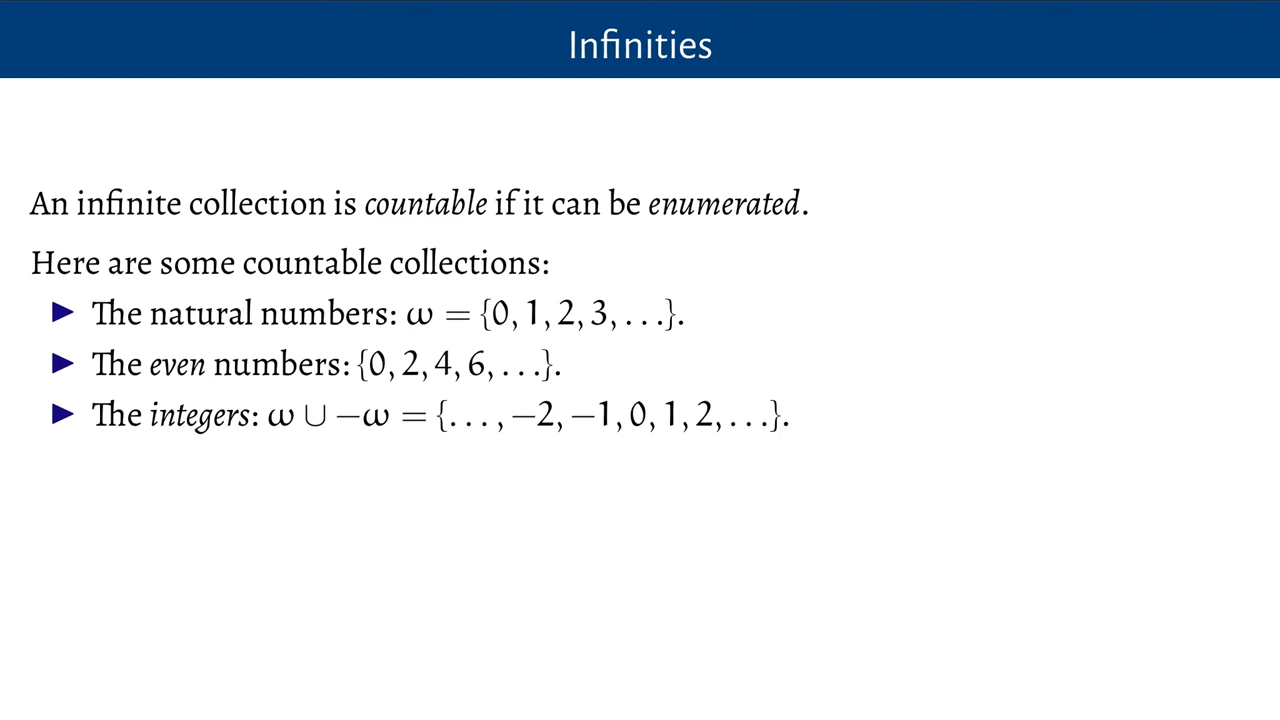 Infinities
An infinite collection is countable if it can be enumerated.
Here are some countable collections:
▶ The natural numbers: ω = {0, 1, 2, 3, . . .}.
▶ The even numbers: {0, 2, 4, 6, . . .}.
▶ The integers: ω ∪ −ω = {. . . , −2, −1, 0, 1, 2, . . .}.